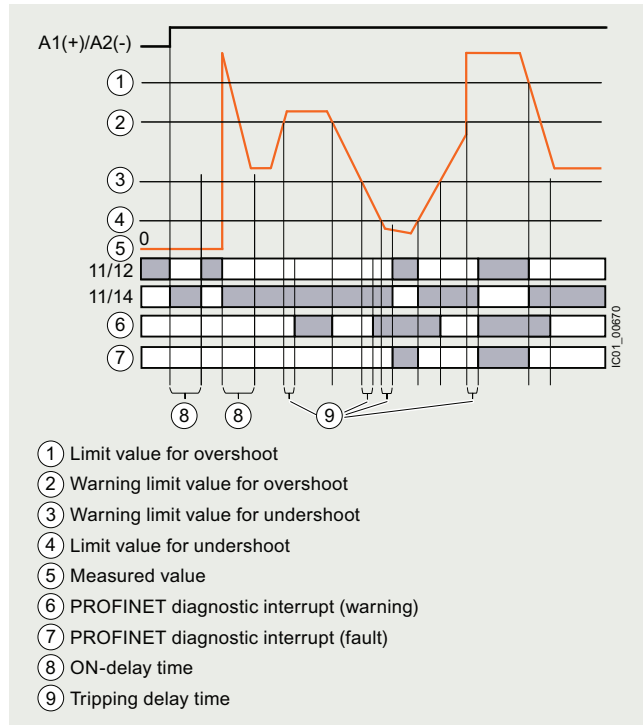 A1(+)/A2(-)
①
②
③
④
⑤ 0
11/12
11/14
⑥
⑦
IC01_00670
⑧ ⑧ ⑨
① Limit value for overshoot
② Warning limit value for overshoot
③ Warning limit value for undershoot
④ Limit value for undershoot
⑤ Measured value
⑥ PROFINET diagnostic interrupt (warning)
⑦ PROFINET diagnostic interrupt (fault)
⑧ ON-delay time
⑨ Tripping delay time